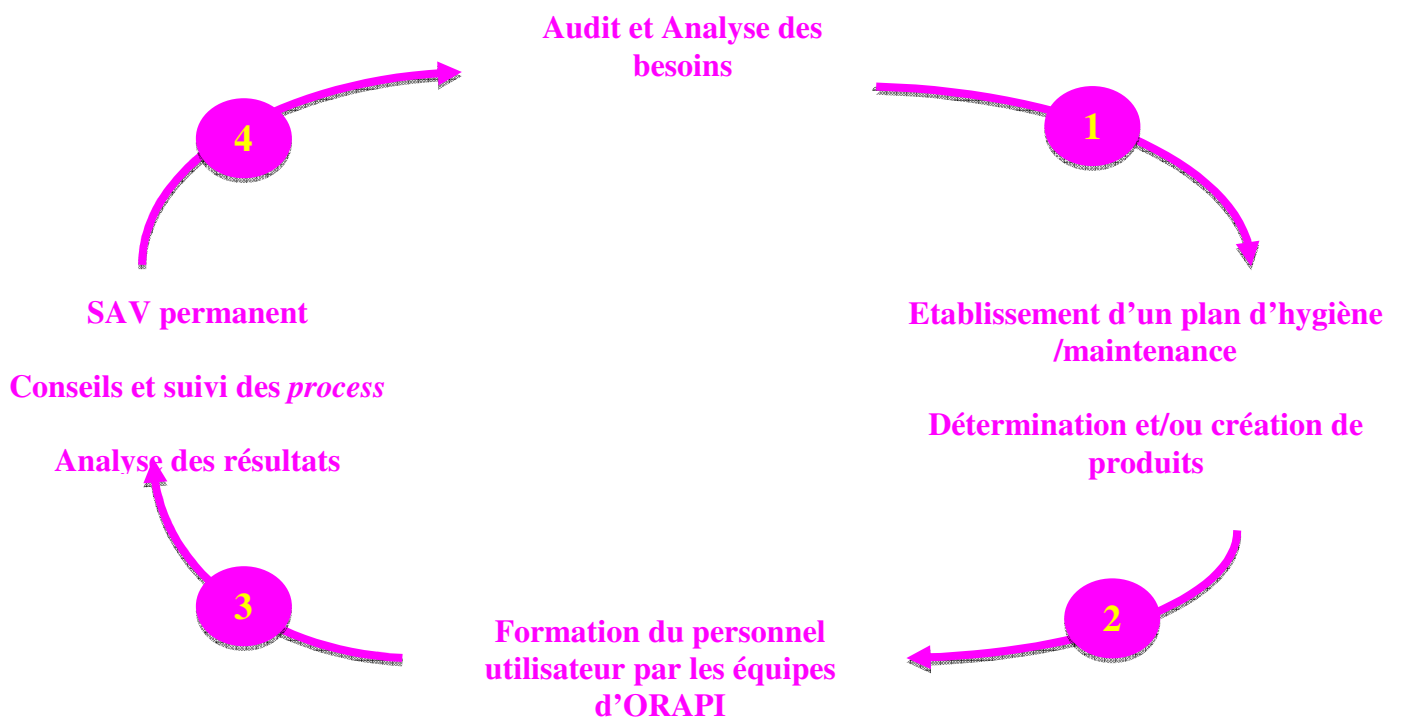 Audit et Analyse des
besoins
4
1
SAV permanent
Conseils et suivi des process
Analyse des résultats
Etablissement d’un plan d’hygiène
/maintenance
Détermination et/ou création de
produits
3
2
Formation du personnel
utilisateur par les équipes
d’ORAPI